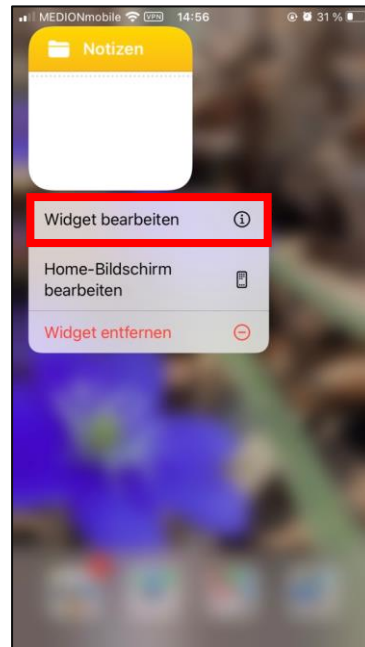 MEDIONmobile VPN 14:56 31 %
Notizen
Widget bearbeiten
Home-Bildschirm
bearbeiten
Widget entfernen